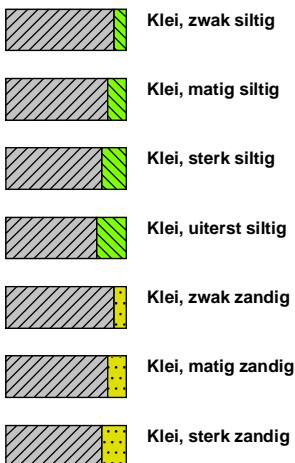 Klei, zwak siltig
Klei, matig siltig
Klei, sterk siltig
Klei, uiterst siltig
Klei, zwak zandig
Klei, matig zandig
Klei, sterk zandig